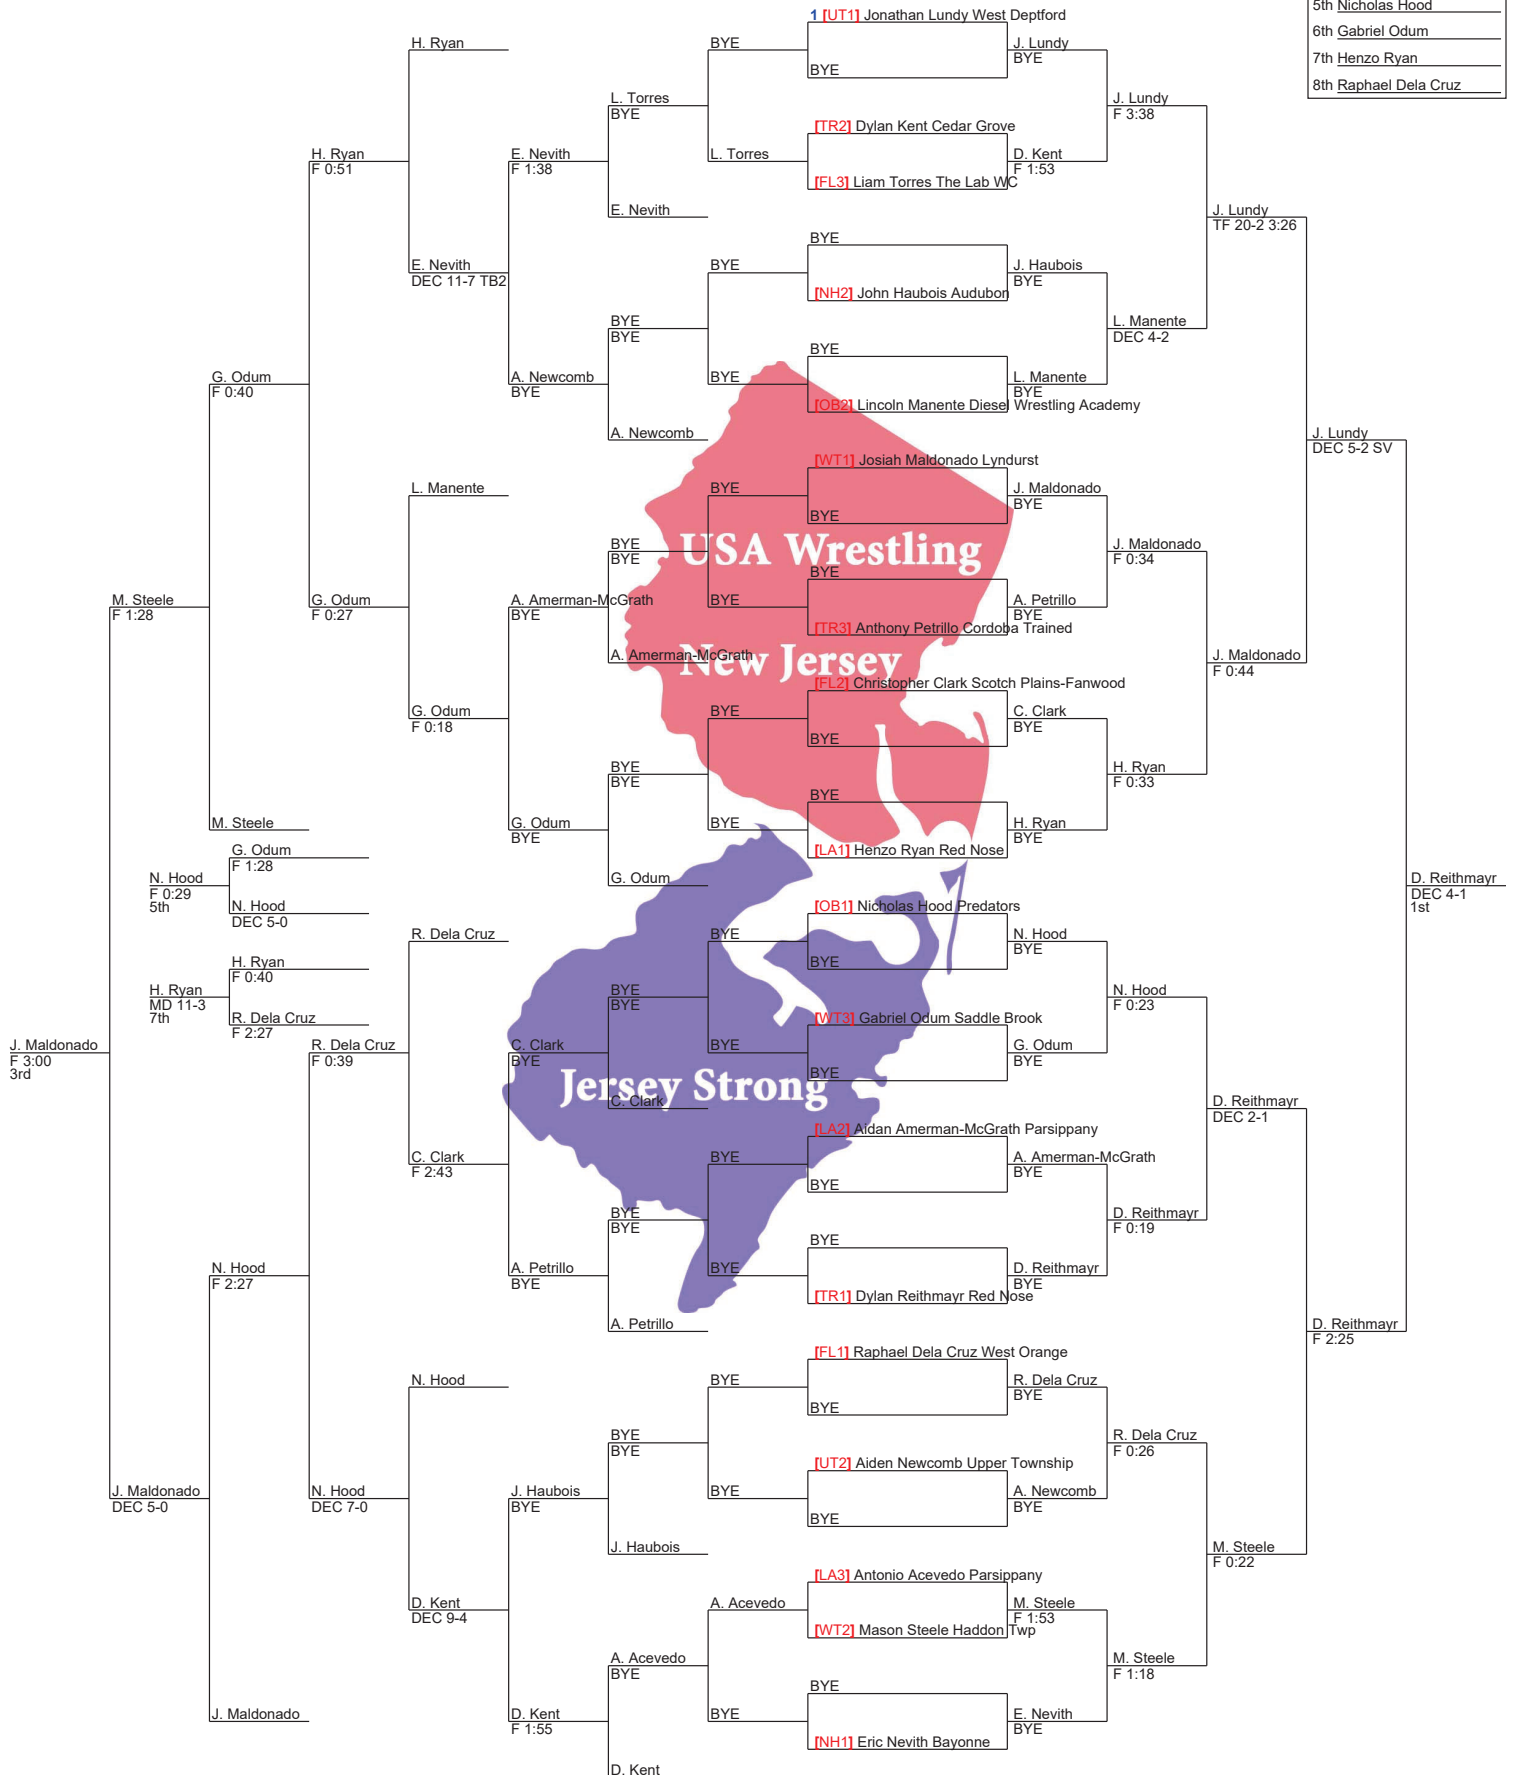 5th Nicholas Hood
6th Gabriel Odum
7th Henzo Ryan
8th Raphael Dela Cruz
1 [UT1] Jonathan Lundy West Deptford
BYE
[TR2] Dylan Kent Cedar Grove
[FL3] Liam Torres The Lab WC
BYE
[NH2] John Haubois Audubon
BYE
[OB2] Lincoln Manente Diesel Wrestling Academy
[WT1] Josiah Maldonado Lyndurst
BYE
BYE
[TR3] Anthony Petrillo Cordoba Trained
[FL2] Christopher Clark Scotch Plains-Fanwood
BYE
BYE
[LA1] Henzo Ryan Red Nose
[OB1] Nicholas Hood Predators
BYE
[WT3] Gabriel Odum Saddle Brook
BYE
[LA2] Aidan Amerman-McGrath Parsippany
BYE
BYE
[TR1] Dylan Reithmayr Red Nose
[FL1] Raphael Dela Cruz West Orange
BYE
[UT2] Aiden Newcomb Upper Township
BYE
[LA3] Antonio Acevedo Parsippany
[WT2] Mason Steele Haddon Twp
BYE
[NH1] Eric Nevith Bayonne
J. Lundy
BYE
D. Kent
F 1:53
J. Haubois
BYE
L. Manente
BYE
J. Maldonado
BYE
A. Petrillo
BYE
C. Clark
BYE
H. Ryan
BYE
N. Hood
BYE
G. Odum
BYE
A. Amerman-McGrath
BYE
D. Reithmayr
BYE
R. Dela Cruz
BYE
A. Newcomb
BYE
M. Steele
F 1:53
E. Nevith
BYE
J. Lundy
F 3:38
L. Manente
DEC 4-2
J. Maldonado
F 0:34
H. Ryan
F 0:33
N. Hood
F 0:23
D. Reithmayr
F 0:19
R. Dela Cruz
F 0:26
M. Steele
F 1:18
J. Lundy
TF 20-2 3:26
J. Maldonado
F 0:44
D. Reithmayr
DEC 2-1
M. Steele
F 0:22
J. Lundy
DEC 5-2 SV
D. Reithmayr
F 2:25
D. Reithmayr
DEC 4-1
1st
BYE
L. Torres
BYE
BYE
BYE
BYE
BYE
BYE
BYE
BYE
BYE
BYE
BYE
BYE
A. Acevedo
BYE
L. Torres
BYE
E. Nevith
BYE
BYE
A. Newcomb
BYE
BYE
A. Amerman-McGrath
BYE
BYE
G. Odum
BYE
BYE
C. Clark
BYE
BYE
A. Petrillo
BYE
BYE
J. Haubois
A. Acevedo
BYE
D. Kent
E. Nevith
F 1:38
A. Newcomb
BYE
A. Amerman-McGrath
BYE
G. Odum
BYE
C. Clark
BYE
A. Petrillo
BYE
J. Haubois
BYE
D. Kent
F 1:55
H. Ryan
E. Nevith
DEC 11-7 TB2
L. Manente
G. Odum
F 0:18
R. Dela Cruz
C. Clark
F 2:43
N. Hood
D. Kent
DEC 9-4
H. Ryan
F 0:51
G. Odum
F 0:27
R. Dela Cruz
F 0:39
N. Hood
DEC 7-0
G. Odum
F 0:40
M. Steele
N. Hood
F 2:27
J. Maldonado
M. Steele
F 1:28
J. Maldonado
DEC 5-0
J. Maldonado
F 3:00
3rd
G. Odum
F 1:28
N. Hood
DEC 5-0
N. Hood
F 0:29
5th
H. Ryan
F 0:40
R. Dela Cruz
F 2:27
H. Ryan
MD 11-3
7th
USA Wrestling
New Jersey
Jersey Strong